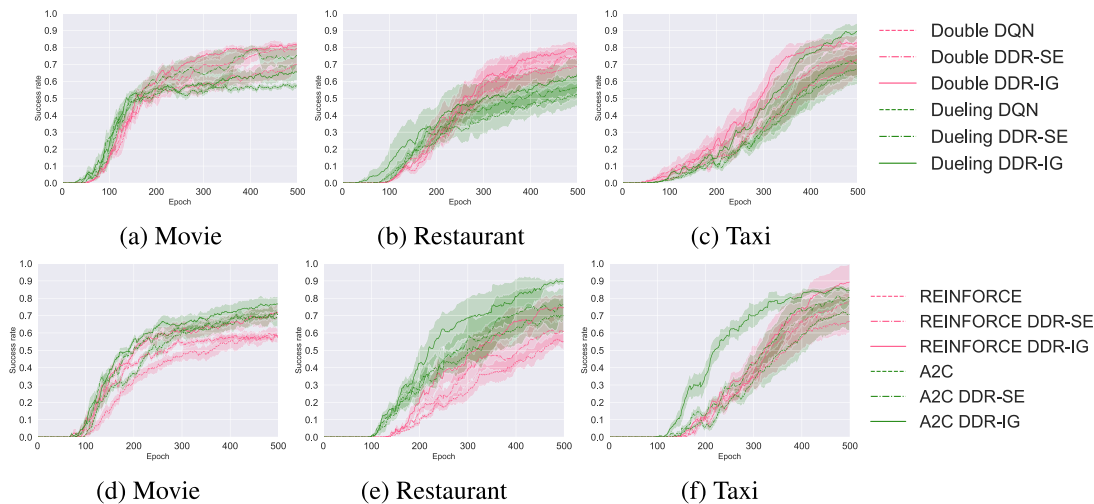 1.0
0.9
0.8
0.7
0.6
0.5
0.4
0.3
0.2
0.1
0.0
Success rate
0 100 200 300 400 500
Epoch
(a) Movie
1.0
0.9
0.8
0.7
0.6
0.5
0.4
0.3
0.2
0.1
0.0
Success rate
0 100 200 300 400 500
Epoch
(b) Restaurant
1.0
0.9
0.8
0.7
0.6
0.5
0.4
0.3
0.2
0.1
0.0
Success rate
0 100 200 300 400 500
Epoch
(c) Taxi
Double DQN
Double DDR-SE
Double DDR-IG
Dueling DQN
Dueling DDR-SE
Dueling DDR-IG
1.0
0.9
0.8
0.7
0.6
0.5
0.4
0.3
0.2
0.1
0.0
Success rate
0 100 200 300 400 500
Epoch
(d) Movie
1.0
0.9
0.8
0.7
0.6
0.5
0.4
0.3
0.2
0.1
0.0
Success rate
0 100 200 300 400 500
Epoch
(e) Restaurant
1.0
0.9
0.8
0.7
0.6
0.5
0.4
0.3
0.2
0.1
0.0
Success rate
0 100 200 300 400 500
Epoch
(f) Taxi
REINFORCE
REINFORCE DDR-SE
REINFORCE DDR-IG
A2C
A2C DDR-SE
A2C DDR-IG